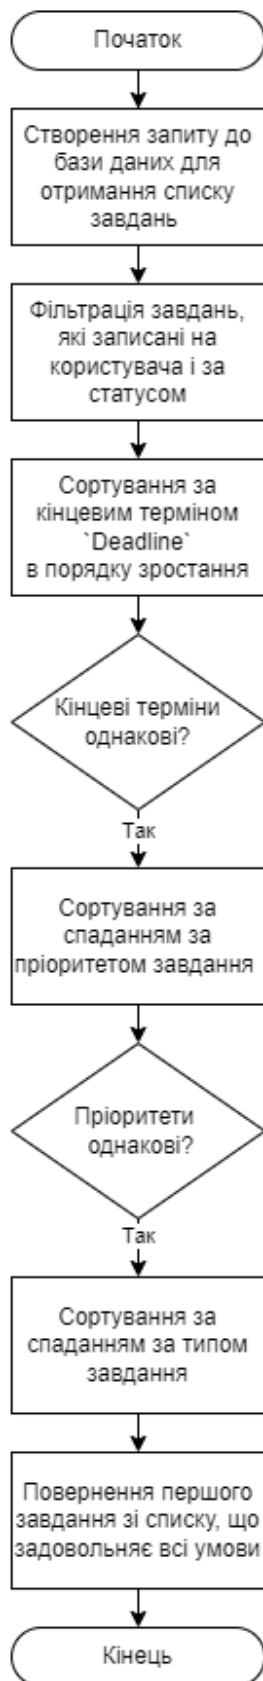 Початок
Створення запиту до
бази даних для
отримання списку
завдань
Фільтрація завдань,
які записані на
користувача і за
статусом
Сортування за
кінцевим терміном
`Deadline`
в порядку зростання
Кінцеві терміни
однакові?
Так
Сортування за
спаданням за
пріоритетом завдання
Пріоритети
однакові?
Так
Сортування за
спаданням за типом
завдання
Повернення першого
завдання зі списку, що
задовольняє всі умови
Кінець